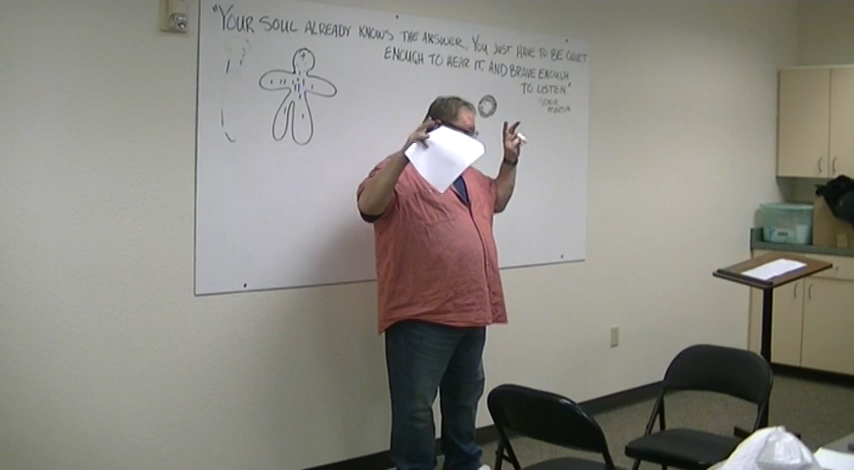 "YOUR SOUL ALREADY KNOWS THE ANSWER. YOU JUST HAVE TO BE QUIET
ENOUGH TO HEAR IT, AND BRAVE ENOUGH
TO LISTEN."